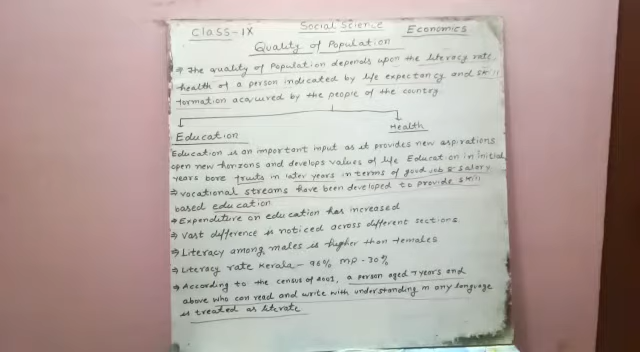 Class-IX Social Science Economics
Quality of Population
⇒ The quality of Population depends upon the literacy rate,
health of a person indicated by life expectancy and skill
formation acquired by the people of the country.
Education Health
Education is an important input as it provides new aspirations
open new horizons and develops values of life Education in initial
years bore fruits in later years in terms of good job & salary
⇒ vocational streams have been developed to provide skill
based education.
⇒ Expenditure on education has increased
⇒ Vast difference is noticed across different sections.
⇒ Literacy among males is higher than females
⇒ Literacy rate Kerala - 96% MP - 70%
⇒ According to the census of 2001, a person aged 7 years and
above who can read and write with understanding in any language
is treated as literate